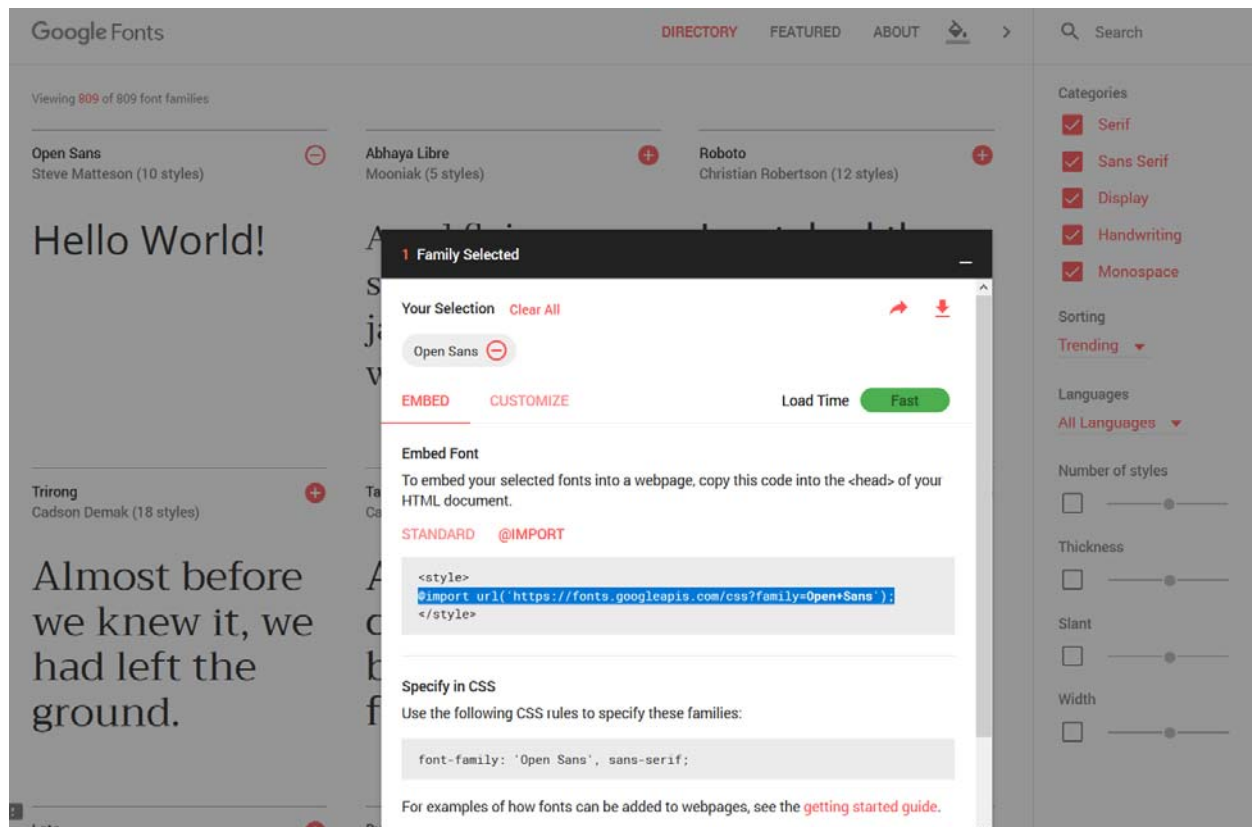 Google Fonts
DIRECTORY FEATURED ABOUT
Search
Viewing 809 of 809 font families
Open Sans
Steve Matteson (10 styles)
Hello World!
Abhaya Libre
Mooniak (5 styles)
Roboto
Christian Robertson (12 styles)
Trirong
Cadson Demak (18 styles)
Almost before
we knew it, we
had left the
ground.
1 Family Selected
Your Selection Clear All
Open Sans
EMBED CUSTOMIZE Load Time Fast
Embed Font
To embed your selected fonts into a webpage, copy this code into the <head> of your
HTML document.
STANDARD @IMPORT
<style>
@import url('https://fonts.googleapis.com/css?family=Open+Sans');
</style>
Specify in CSS
Use the following CSS rules to specify these families:
font-family: 'Open Sans', sans-serif;
For examples of how fonts can be added to webpages, see the getting started guide.
Categories
Serif
Sans Serif
Display
Handwriting
Monospace
Sorting
Trending
Languages
All Languages
Number of styles
Thickness
Slant
Width